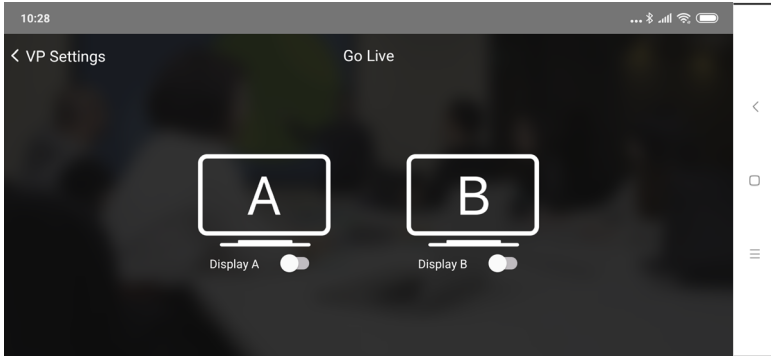 10:28
VP Settings
Go Live
A
B
Display A
Display B